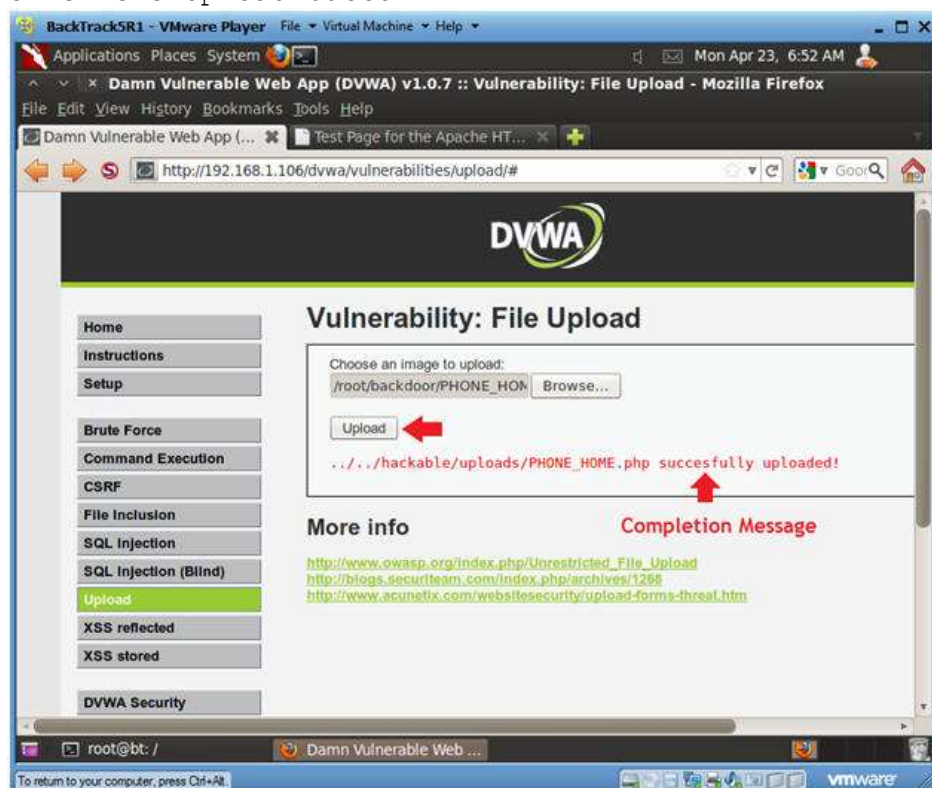 BackTrack5R1 - VMware Player File Virtual Machine Help
Applications Places System Mon Apr 23, 6:52 AM
Damn Vulnerable Web App (DVWA) v1.0.7 :: Vulnerability: File Upload - Mozilla Firefox
File Edit View History Bookmarks Tools Help
Damn Vulnerable Web App (... Test Page for the Apache HT...
http://192.168.1.106/dvwa/vulnerabilities/upload/#
DVWA
Home
Instructions
Setup
Brute Force
Command Execution
CSRF
File Inclusion
SQL Injection
SQL Injection (Blind)
Upload
XSS reflected
XSS stored
DVWA Security
Vulnerability: File Upload
Choose an image to upload:
/root/backdoor/PHONE_HOM Browse...
Upload
../../hackable/uploads/PHONE_HOME.php succesfully uploaded!
Completion Message
More info
http://www.owasp.org/index.php/Unrestricted_File_Upload
http://blogs.securiteam.com/index.php/archives/1268
http://www.acunetix.com/websitesecurity/upload-forms-threat.htm
root@bt: / Damn Vulnerable Web ...
To return to your computer, press Ctrl+Alt. vmware